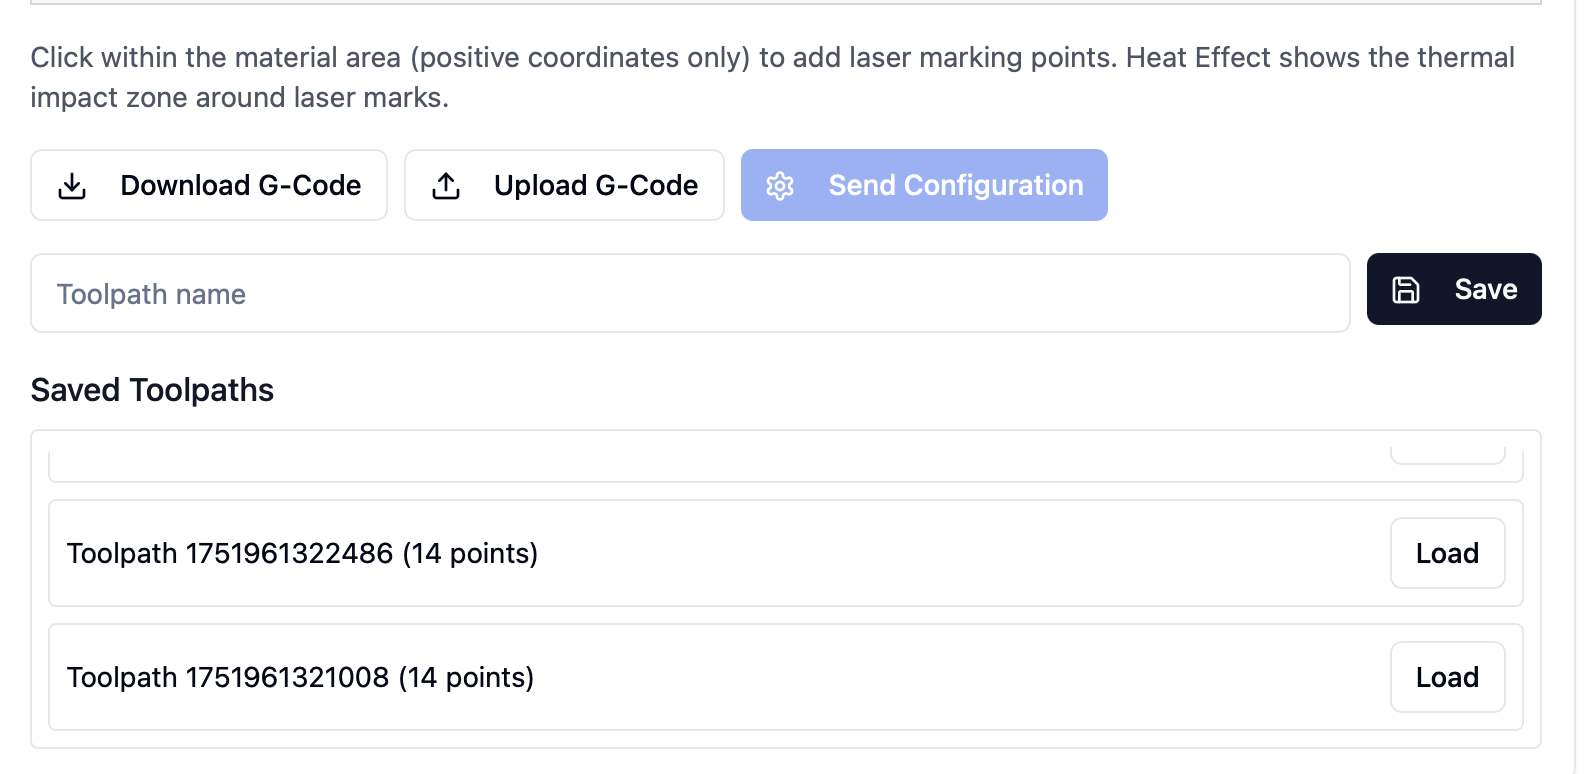 Click within the material area (positive coordinates only) to add laser marking points. Heat Effect shows the thermal
impact zone around laser marks.
Download G-Code
Upload G-Code
Send Configuration
Toolpath name
Save
Saved Toolpaths
Toolpath 1751961322486 (14 points)
Load
Toolpath 1751961321008 (14 points)
Load